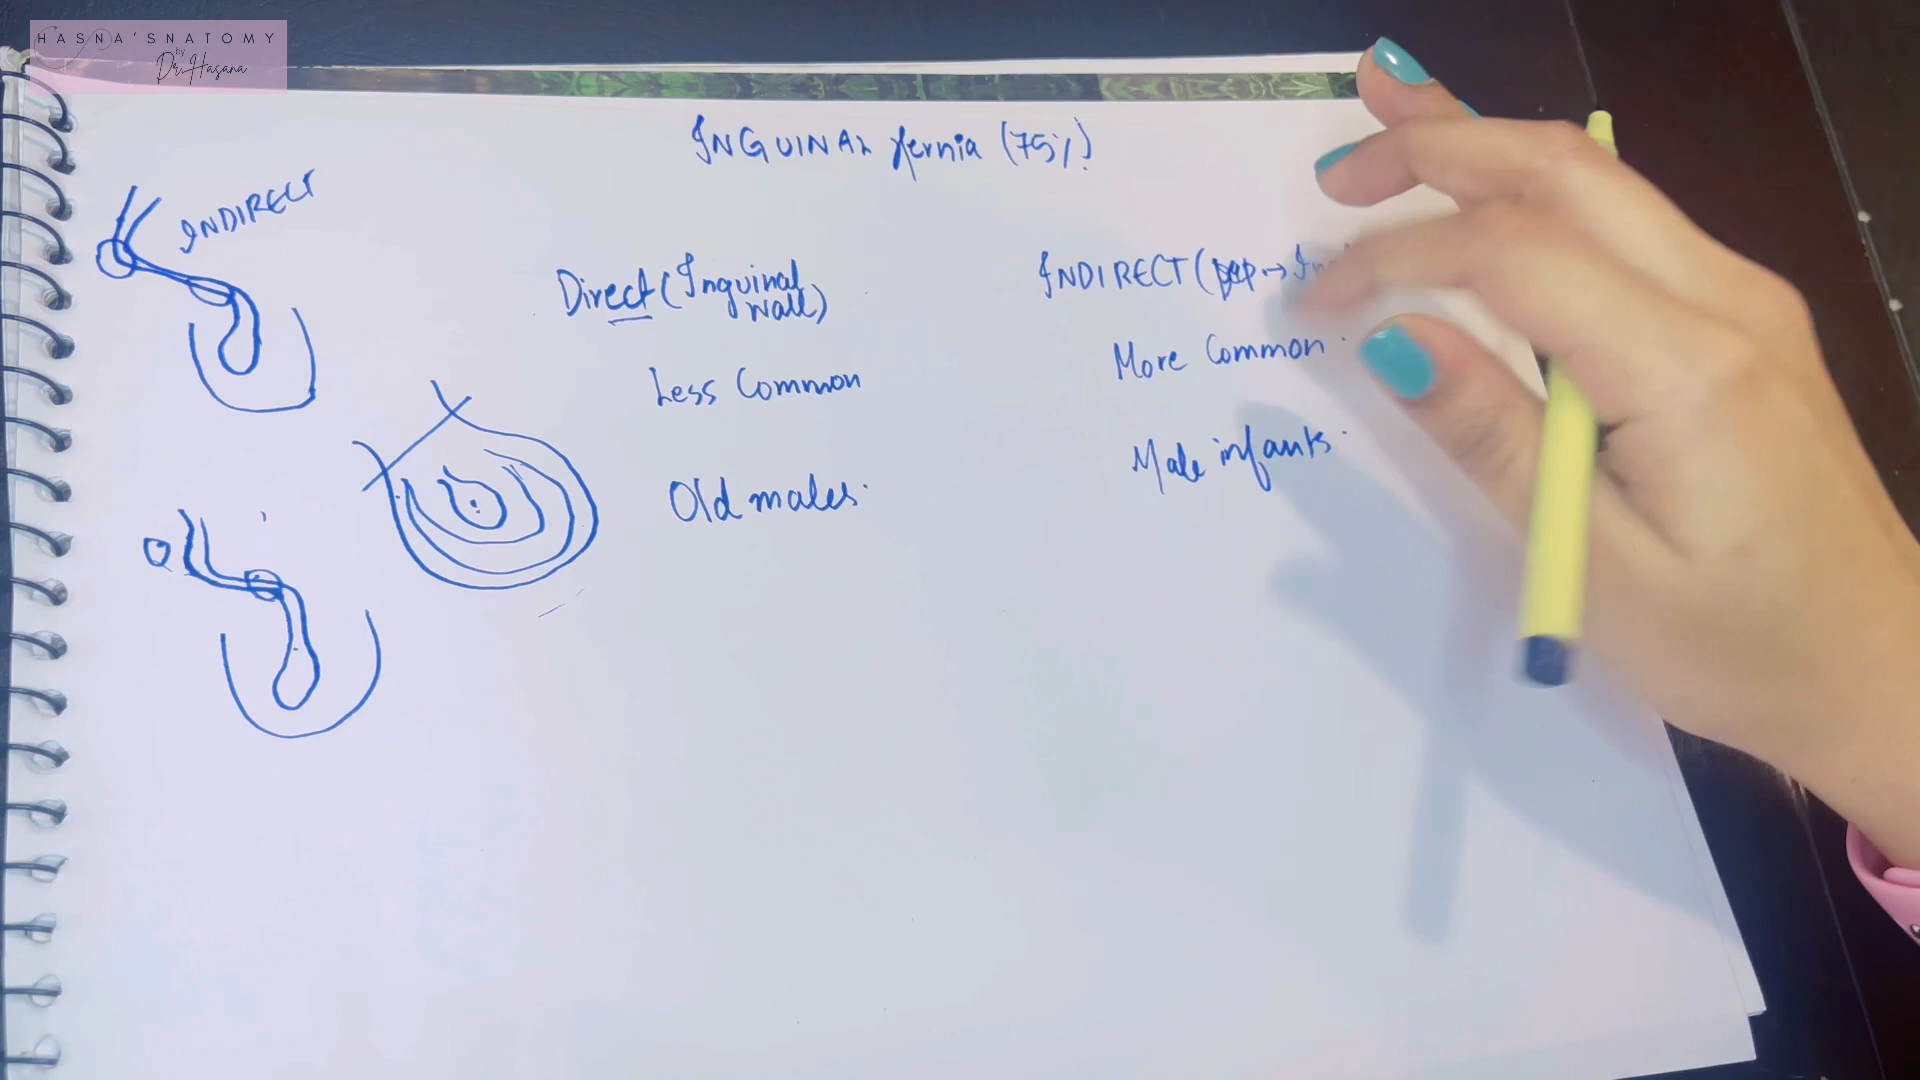 HASNA'SNATOMY
by
Dr.Hasana
INGUINAL Hernia (75%)
INDIRECT
Direct (Inguinal
wall)
INDIRECT (Deep →
Less Common
More Common
Old males
Male infants